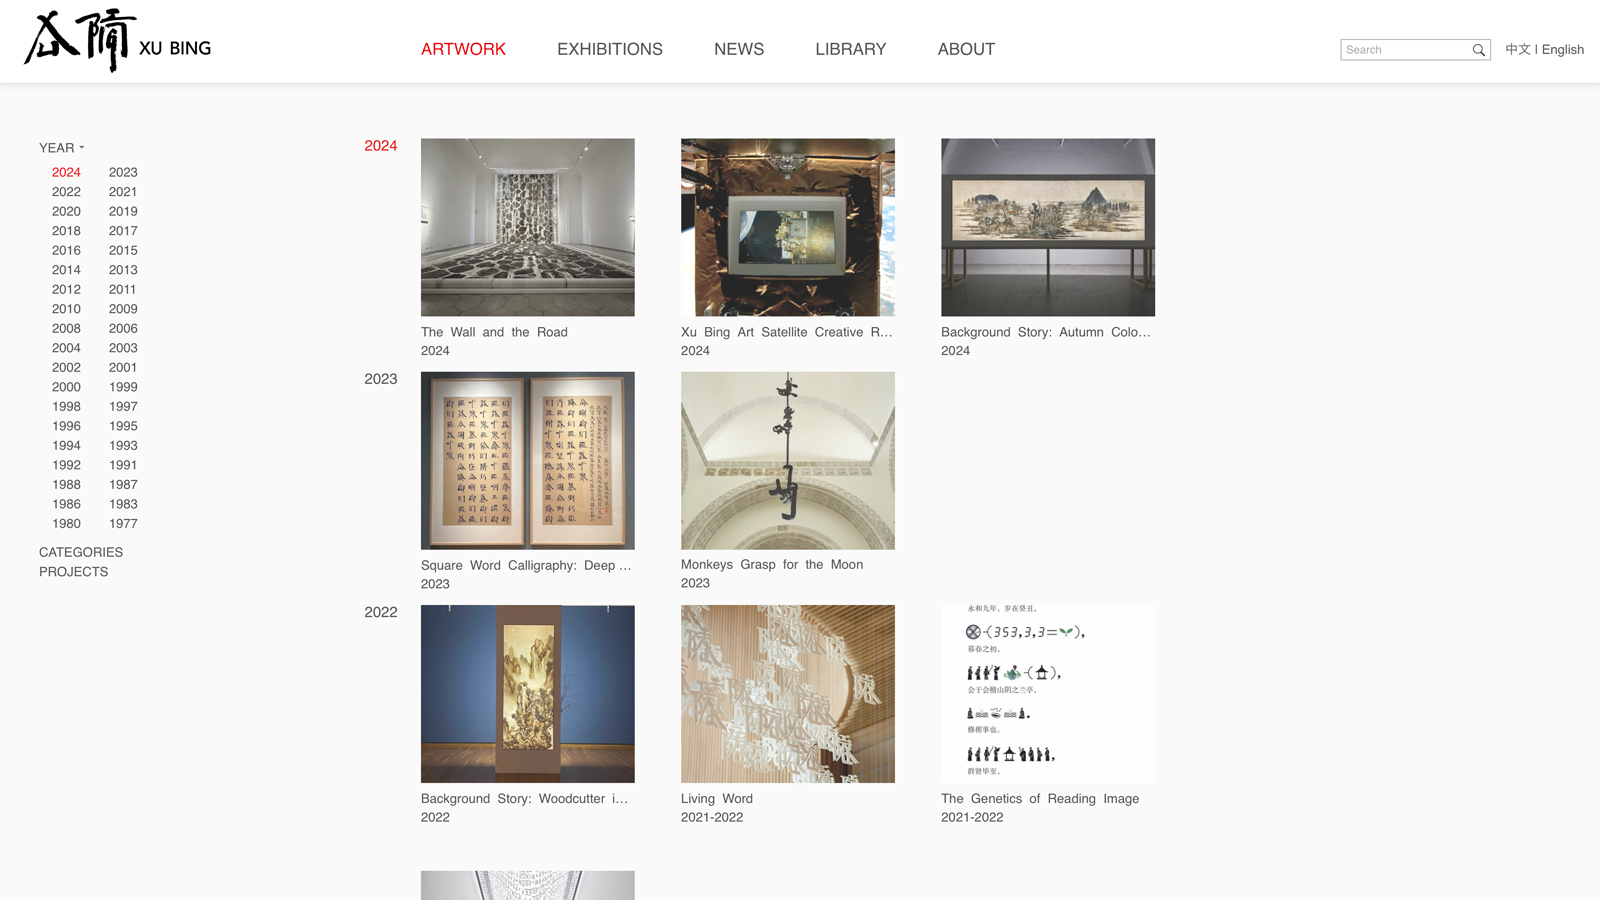 XU BING
ARTWORK
EXHIBITIONS
NEWS
LIBRARY
ABOUT
Search
中文 | English
YEAR
2024 2023
2022 2021
2020 2019
2018 2017
2016 2015
2014 2013
2012 2011
2010 2009
2008 2006
2004 2003
2002 2001
2000 1999
1998 1997
1996 1995
1994 1993
1992 1991
1988 1987
1986 1983
1980 1977
CATEGORIES
PROJECTS
2024
The Wall and the Road
2024
Xu Bing Art Satellite Creative R...
2024
Background Story: Autumn Colo...
2024
2023
Square Word Calligraphy: Deep ...
2023
Monkeys Grasp for the Moon
2023
2022
Background Story: Woodcutter i...
2022
Living Word
2021-2022
永和九年，岁在癸丑，
(353,3,3=),
暮春之初，
会于会稽山阴之兰亭，
修禊事也。
群贤毕至，
The Genetics of Reading Image
2021-2022